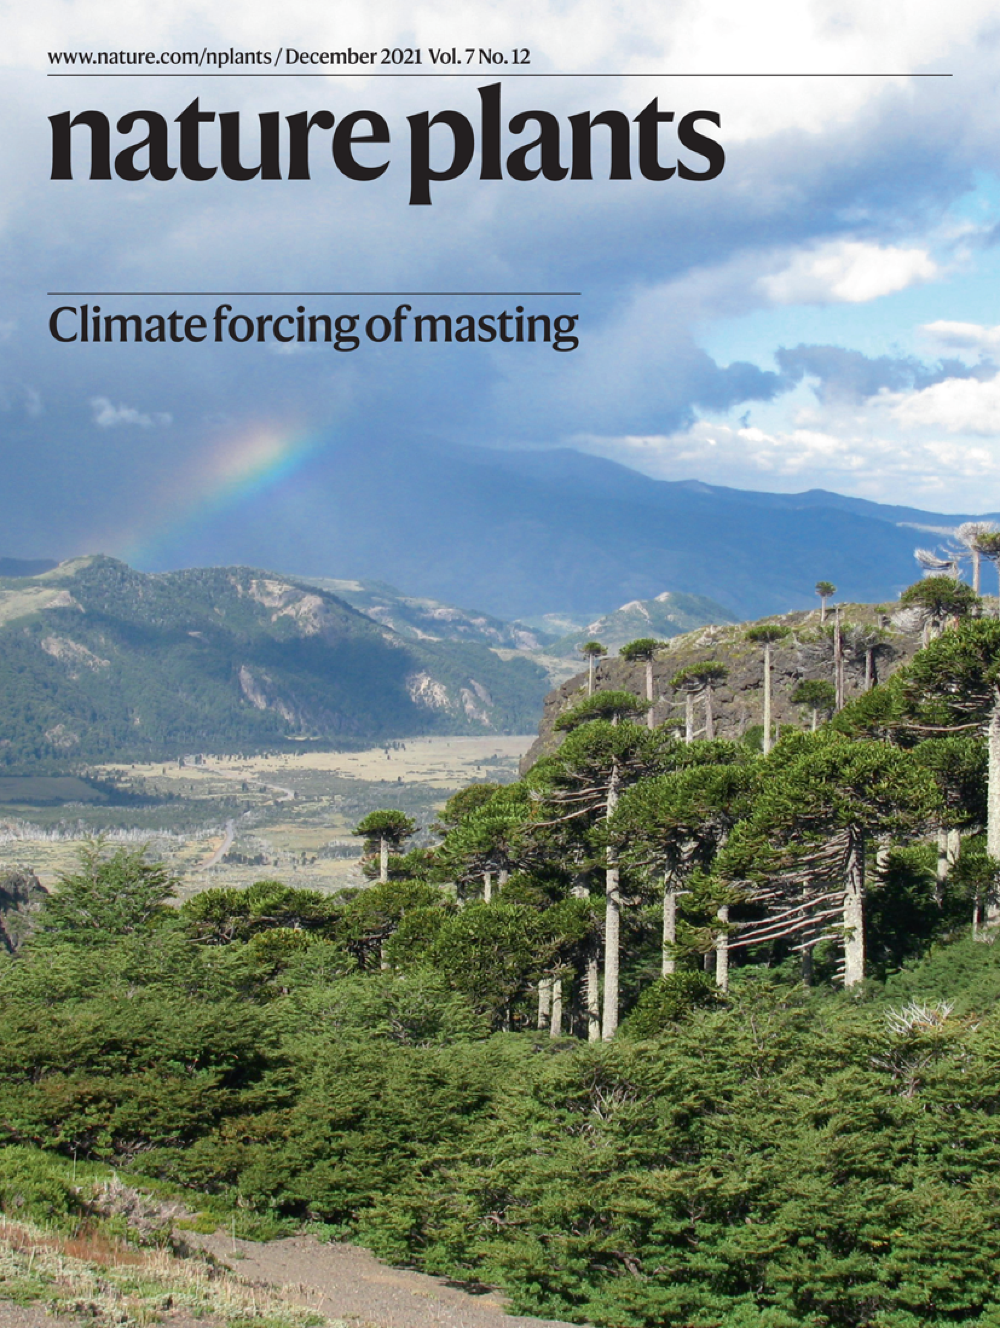 www.nature.com/nplants / December 2021 Vol. 7 No. 12
nature plants
Climate forcing of masting